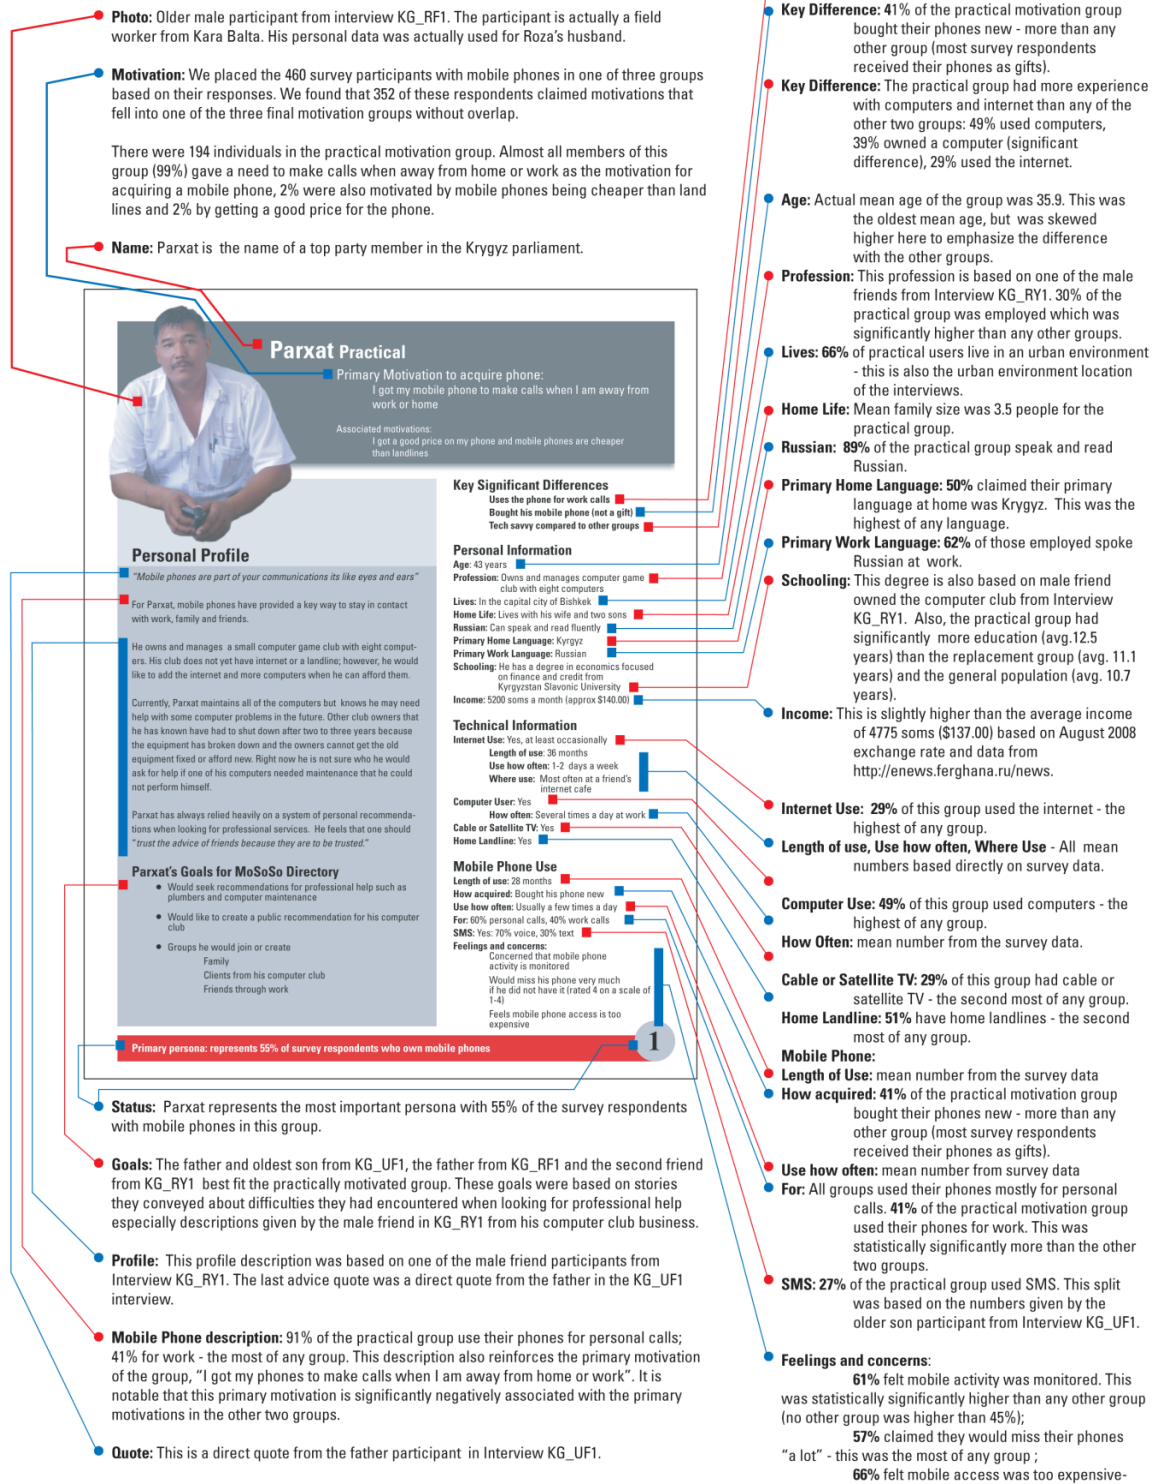 Photo: Older male participant from interview KG_RF1. The participant is actually a field
worker from Kara Balta. His personal data was actually used for Roza's husband.
Motivation: We placed the 460 survey participants with mobile phones in one of three groups
based on their responses. We found that 352 of these respondents claimed motivations that
fell into one of the three final motivation groups without overlap.
There were 194 individuals in the practical motivation group. Almost all members of this
group (99%) gave a need to make calls when away from home or work as the motivation for
acquiring a mobile phone, 2% were also motivated by mobile phones being cheaper than land
lines and 2% by getting a good price for the phone.
Name: Parxat is the name of a top party member in the Krygyz parliament.
Parxat Practical
Primary Motivation to acquire phone:
I got my mobile phone to make calls when I am away from
work or home
Associated motivations:
I got a good price on my phone and mobile phones are cheaper
than landlines
Personal Profile
"Mobile phones are part of your communications its like eyes and ears"
For Parxat, mobile phones have provided a key way to stay in contact
with work, family and friends.
He owns and manages a small computer game club with eight comput-
ers. His club does not yet have internet or a landline; however, he would
like to add the internet and more computers when he can afford them.
Currently, Parxat maintains all of the computers but knows he may need
help with some computer problems in the future. Other club owners that
he has known have had to shut down after two to three years because
the equipment has broken down and the owners cannot get the old
equipment fixed or afford new. Right now he is not sure who he would
ask for help if one of his computers needed maintenance that he could
not perform himself.
Parxat has always relied heavily on a system of personal recommenda-
tions when looking for professional services. He feels that one should
"trust the advice of friends because they are to be trusted."
Parxat's Goals for MoSoSo Directory
• Would seek recommendations for professional help such as
plumbers and computer maintenance
• Would like to create a public recommendation for his computer
club
• Groups he would join or create
Family
Clients from his computer club
Friends through work
Key Significant Differences
Uses the phone for work calls
Bought his mobile phone (not a gift)
Tech savvy compared to other groups
Personal Information
Age: 43 years
Profession: Owns and manages computer game
club with eight computers
Lives: In the capital city of Bishkek
Home Life: Lives with his wife and two sons
Russian: Can speak and read fluently
Primary Home Language: Kyrgyz
Primary Work Language: Russian
Schooling: He has a degree in economics focused
on finance and credit from
Kyrgyzstan Slavonic University
Income: 5200 soms a month (approx $140.00)
Technical Information
Internet Use: Yes, at least occasionally
Length of use: 36 months
Use how often: 1-2 days a week
Where use: Most often at a friend's
internet cafe
Computer User: Yes
How often: Several times a day at work
Cable or Satellite TV: Yes
Home Landline: Yes
Mobile Phone Use
Length of use: 28 months
How acquired: Bought his phone new
Use how often: Usually a few times a day
For: 60% personal calls, 40% work calls
SMS: Yes: 70% voice, 30% text
Feelings and concerns:
Concerned that mobile phone
activity is monitored
Would miss his phone very much
if he did not have it (rated 4 on a scale of
1-4)
Feels mobile phone access is too
expensive
Primary persona: represents 55% of survey respondents who own mobile phones
1
Status: Parxat represents the most important persona with 55% of the survey respondents
with mobile phones in this group.
Goals: The father and oldest son from KG_UF1, the father from KG_RF1 and the second friend
from KG_RY1 best fit the practically motivated group. These goals were based on stories
they conveyed about difficulties they had encountered when looking for professional help
especially descriptions given by the male friend in KG_RY1 from his computer club business.
Profile: This profile description was based on one of the male friend participants from
Interview KG_RY1. The last advice quote was a direct quote from the father in the KG_UF1
interview.
Mobile Phone description: 91% of the practical group use their phones for personal calls;
41% for work - the most of any group. This description also reinforces the primary motivation
of the group, "I got my phones to make calls when I am away from home or work". It is
notable that this primary motivation is significantly negatively associated with the primary
motivations in the other two groups.
Quote: This is a direct quote from the father participant in Interview KG_UF1.
Key Difference: 41% of the practical motivation group
bought their phones new - more than any
other group (most survey respondents
received their phones as gifts).
Key Difference: The practical group had more experience
with computers and internet than any of the
other two groups: 49% used computers,
39% owned a computer (significant
difference), 29% used the internet.
Age: Actual mean age of the group was 35.9. This was
the oldest mean age, but was skewed
higher here to emphasize the difference
with the other groups.
Profession: This profession is based on one of the male
friends from Interview KG_RY1. 30% of the
practical group was employed which was
significantly higher than any other groups.
Lives: 66% of practical users live in an urban environment
- this is also the urban environment location
of the interviews.
Home Life: Mean family size was 3.5 people for the
practical group.
Russian: 89% of the practical group speak and read
Russian.
Primary Home Language: 50% claimed their primary
language at home was Krygyz. This was the
highest of any language.
Primary Work Language: 62% of those employed spoke
Russian at work.
Schooling: This degree is also based on male friend
owned the computer club from Interview
KG_RY1. Also, the practical group had
significantly more education (avg.12.5
years) than the replacement group (avg. 11.1
years) and the general population (avg. 10.7
years).
Income: This is slightly higher than the average income
of 4775 soms ($137.00) based on August 2008
exchange rate and data from
http://enews.ferghana.ru/news.
Internet Use: 29% of this group used the internet - the
highest of any group.
Length of use, Use how often, Where Use - All mean
numbers based directly on survey data.
Computer Use: 49% of this group used computers - the
highest of any group.
How Often: mean number from the survey data.
Cable or Satellite TV: 29% of this group had cable or
satellite TV - the second most of any group.
Home Landline: 51% have home landlines - the second
most of any group.
Mobile Phone:
Length of Use: mean number from the survey data
How acquired: 41% of the practical motivation group
bought their phones new - more than any
other group (most survey respondents
received their phones as gifts).
Use how often: mean number from survey data
For: All groups used their phones mostly for personal
calls. 41% of the practical motivation group
used their phones for work. This was
statistically significantly more than the other
two groups.
SMS: 27% of the practical group used SMS. This split
was based on the numbers given by the
older son participant from Interview KG_UF1.
Feelings and concerns:
61% felt mobile activity was monitored. This
was statistically significantly higher than any other group
(no other group was higher than 45%);
57% claimed they would miss their phones
"a lot" - this was the most of any group ;
66% felt mobile access was too expensive-